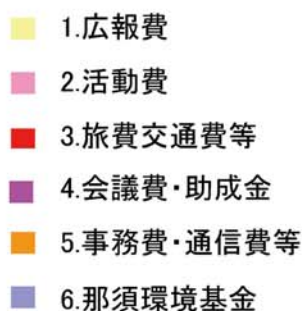 1.広報費
2.活動費
3.旅費交通費等
4.会議費・助成金
5.事務費・通信費等
6.那須環境基金